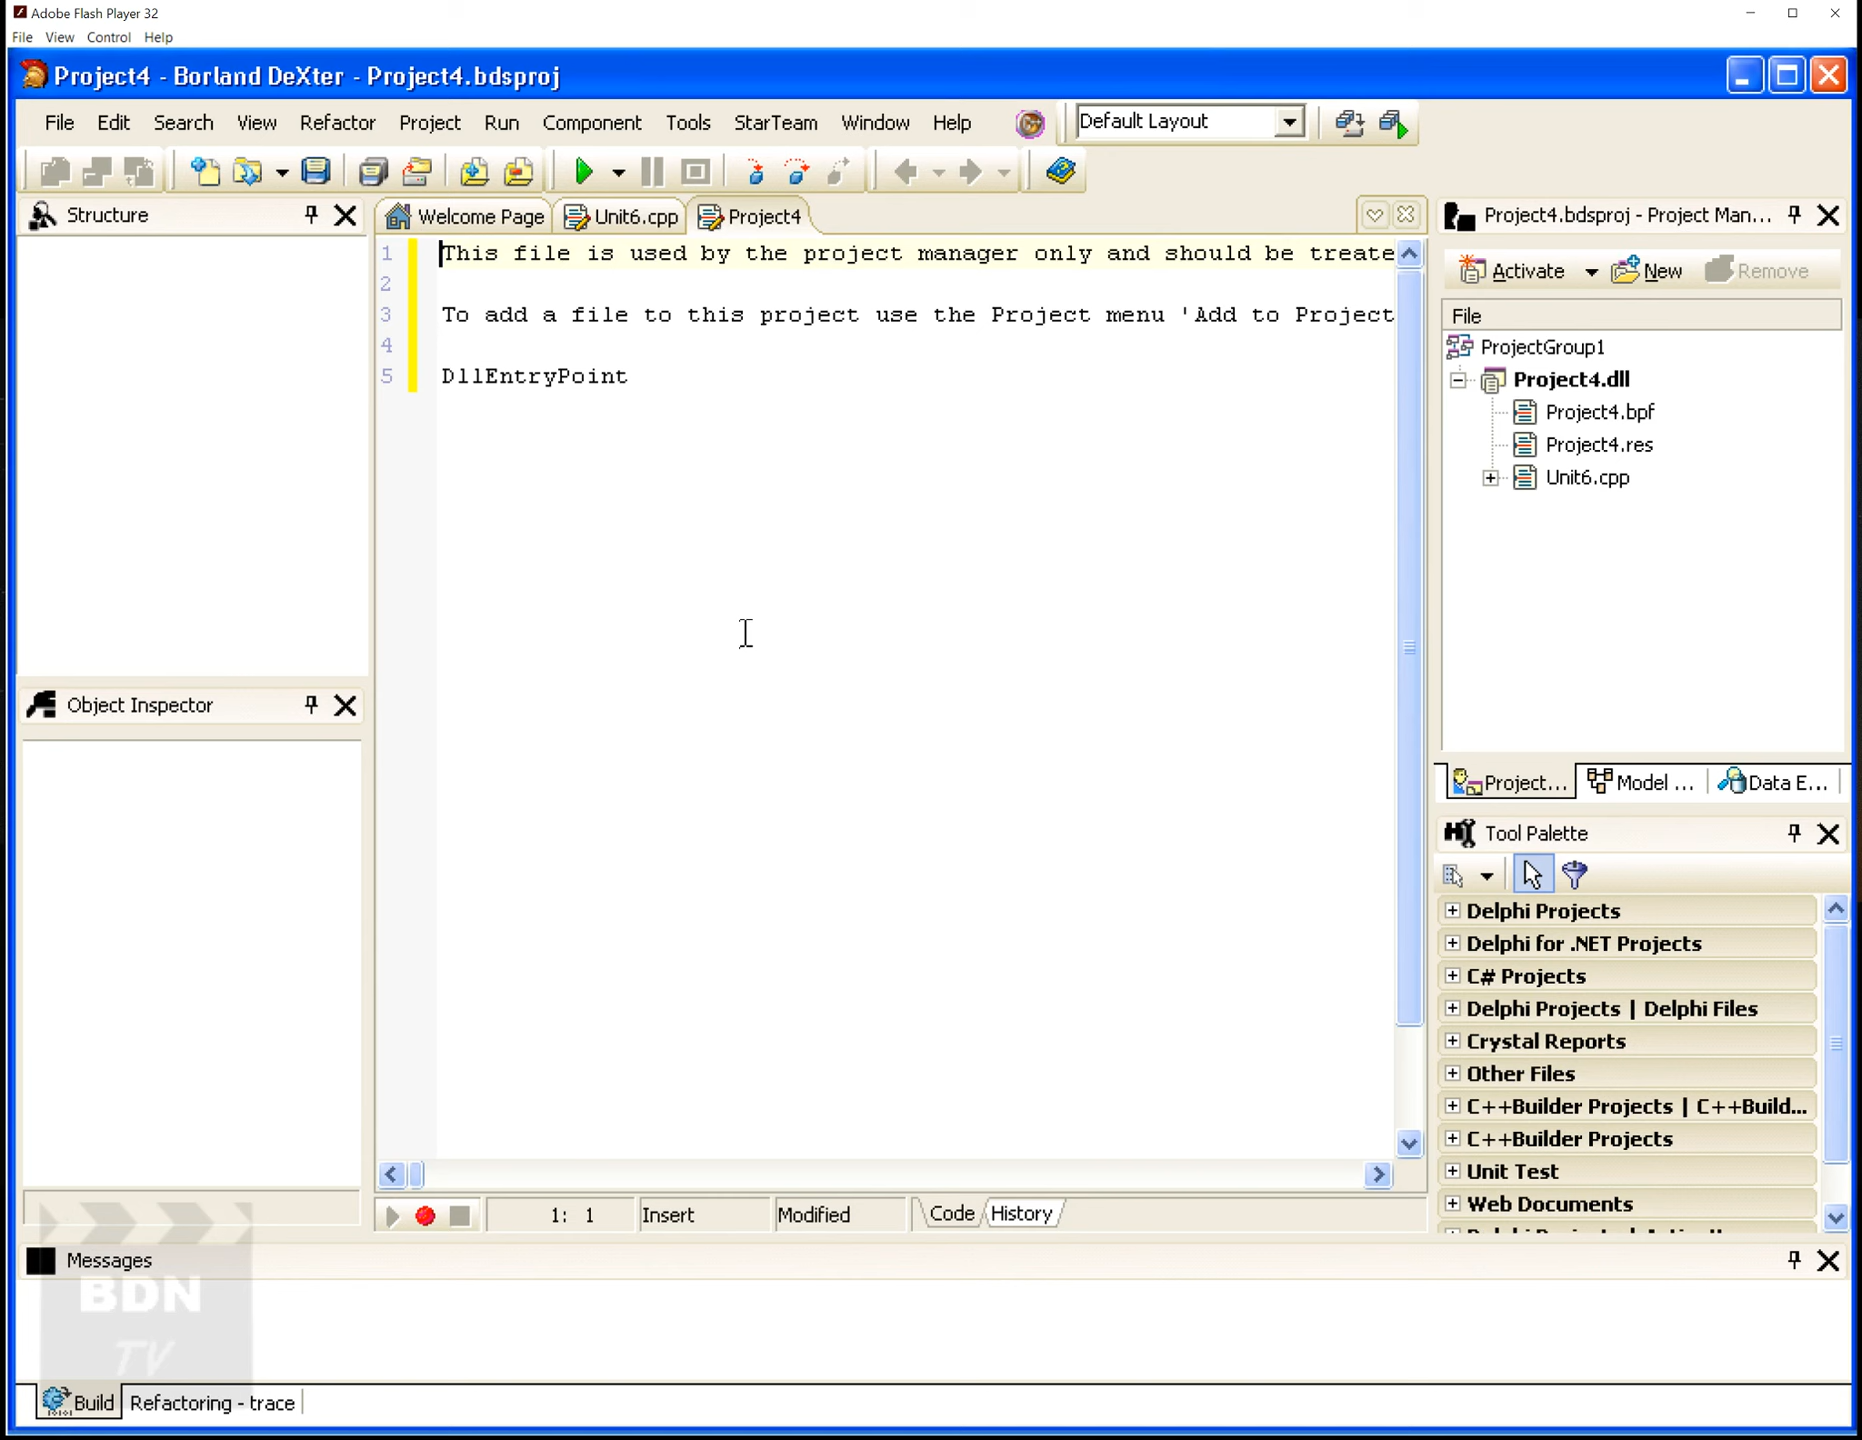 Adobe Flash Player 32
File View Control Help
Project4 - Borland DeXter - Project4.bdsproj
File Edit Search View Refactor Project Run Component Tools StarTeam Window Help
Default Layout
Structure
Welcome Page
Unit6.cpp
Project4
1 This file is used by the project manager only and should be treate
2
3 To add a file to this project use the Project menu 'Add to Project
4
5 DllEntryPoint
Object Inspector
1: 1
Insert
Modified
Code
History
Project4.bdsproj - Project Man...
Activate New Remove
File
ProjectGroup1
Project4.dll
Project4.bpf
Project4.res
Unit6.cpp
Project... Model ... Data E...
Tool Palette
Delphi Projects
Delphi for .NET Projects
C# Projects
Delphi Projects | Delphi Files
Crystal Reports
Other Files
C++Builder Projects | C++Build...
C++Builder Projects
Unit Test
Web Documents
Messages
BDN
TV
Build
Refactoring - trace